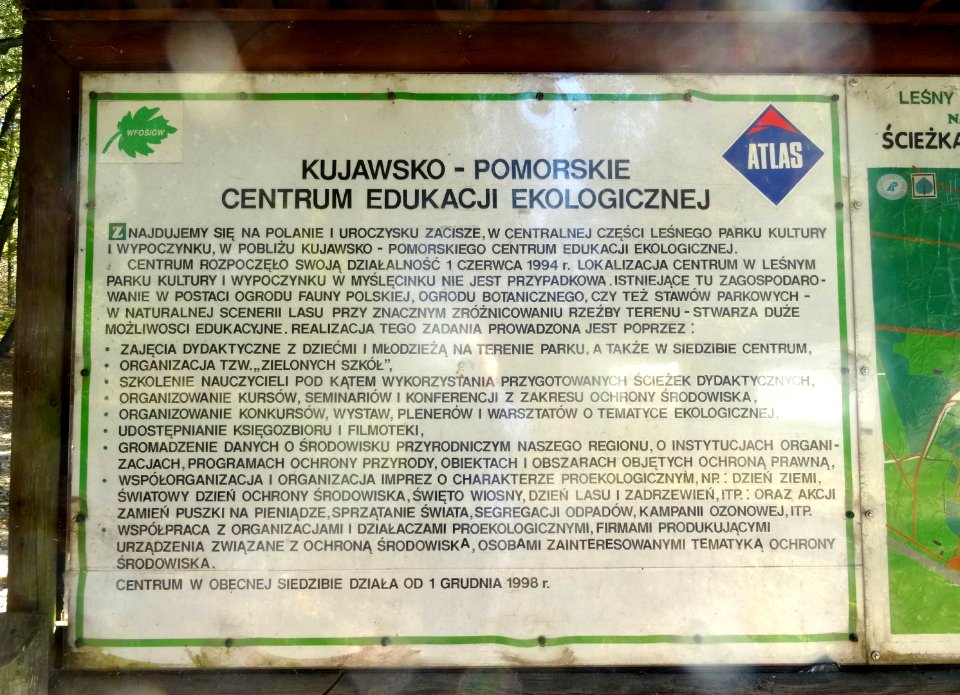 WFOŚiGW
ATLAS
KUJAWSKO - POMORSKIE
CENTRUM EDUKACJI EKOLOGICZNEJ
ZNAJDUJEMY SIĘ NA POLANIE I UROCZYSKU ZACISZE, W CENTRALNEJ CZĘŚCI LEŚNEGO PARKU KULTURY
I WYPOCZYNKU, W POBLIŻU KUJAWSKO - POMORSKIEGO CENTRUM EDUKACJI EKOLOGICZNEJ.
CENTRUM ROZPOCZĘŁO SWOJĄ DZIAŁALNOŚĆ 1 CZERWCA 1994 r. LOKALIZACJA CENTRUM W LEŚNYM
PARKU KULTURY I WYPOCZYNKU W MYŚLĘCINKU NIE JEST PRZYPADKOWA. ISTNIEJĄCE TU ZAGOSPODARO-
WANIE W POSTACI OGRODU FAUNY POLSKIEJ, OGRODU BOTANICZNEGO, CZY TEŻ STAWÓW PARKOWYCH -
W NATURALNEJ SCENERII LASU PRZY ZNACZNYM ZRÓŻNICOWANIU RZEŹBY TERENU - STWARZA DUŻE
MOŻLIWOSCI EDUKACYJNE. REALIZACJA TEGO ZADANIA PROWADZONA JEST POPRZEZ :
• ZAJĘCIA DYDAKTYCZNE Z DZIEĆMI I MŁODZIEŻĄ NA TERENIE PARKU, A TAKŻE W SIEDZIBIE CENTRUM,
• ORGANIZACJA TZW. „ZIELONYCH SZKÓŁ”,
• SZKOLENIE NAUCZYCIELI POD KĄTEM WYKORZYSTANIA PRZYGOTOWANYCH ŚCIEŻEK DYDAKTYCZNYCH,
• ORGANIZOWANIE KURSÓW, SEMINARIÓW I KONFERENCJI Z ZAKRESU OCHRONY ŚRODOWISKA,
• ORGANIZOWANIE KONKURSÓW, WYSTAW, PLENERÓW I WARSZTATÓW O TEMATYCE EKOLOGICZNEJ,
• UDOSTĘPNIANIE KSIĘGOZBIORU I FILMOTEKI,
• GROMADZENIE DANYCH O ŚRODOWISKU PRZYRODNICZYM NASZEGO REGIONU, O INSTYTUCJACH ORGANI-
ZACJACH, PROGRAMACH OCHRONY PRZYRODY, OBIEKTACH I OBSZARACH OBJĘTYCH OCHRONĄ PRAWNĄ,
• WSPÓŁORGANIZACJA I ORGANIZACJA IMPREZ O CHARAKTERZE PROEKOLOGICZNYM, NP.: DZIEŃ ZIEMI,
ŚWIATOWY DZIEŃ OCHRONY ŚRODOWISKA, ŚWIĘTO WIOSNY, DZIEŃ LASU I ZADRZEWIEŃ, ITP.: ORAZ AKCJI
ZAMIEŃ PUSZKI NA PIENIĄDZE, SPRZĄTANIE ŚWIATA, SEGREGACJI ODPADÓW, KAMPANII OZONOWEJ, ITP.
• WSPÓŁPRACA Z ORGANIZACJAMI I DZIAŁACZAMI PROEKOLOGICZNYMI, FIRMAMI PRODUKUJĄCYMI
URZĄDZENIA ZWIĄZANE Z OCHRONĄ ŚRODOWISKA, OSOBAMI ZAINTERESOWANYMI TEMATYKĄ OCHRONY
ŚRODOWISKA.
CENTRUM W OBECNEJ SIEDZIBIE DZIAŁA OD 1 GRUDNIA 1998 r.
LEŚNY
NA
ŚCIEŻKA